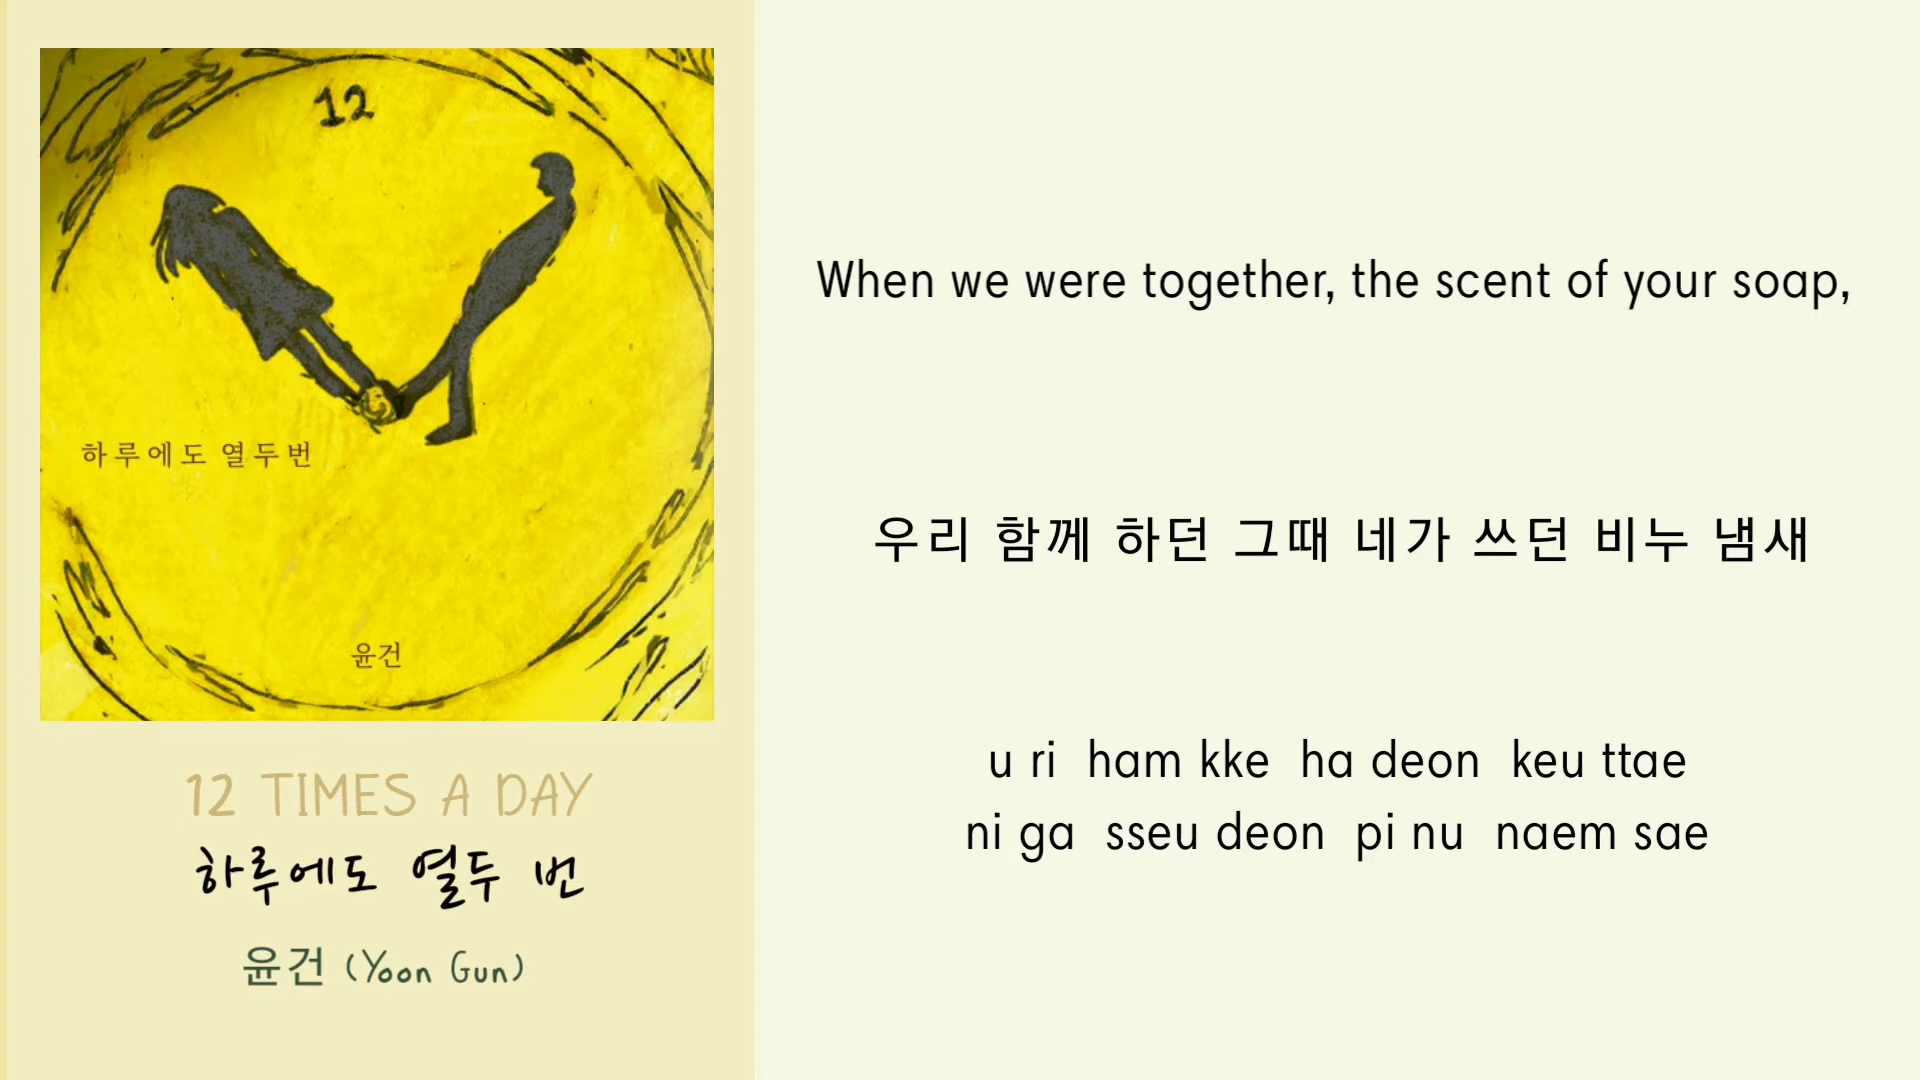 12
하루에도 열두번
윤건
12 TIMES A DAY
하루에도 열두 번
윤건 (Yoon Gun)
When we were together, the scent of your soap,
우리 함께 하던 그때 네가 쓰던 비누 냄새
u ri ham kke ha deon keu ttae
ni ga sseu deon pi nu naem sae